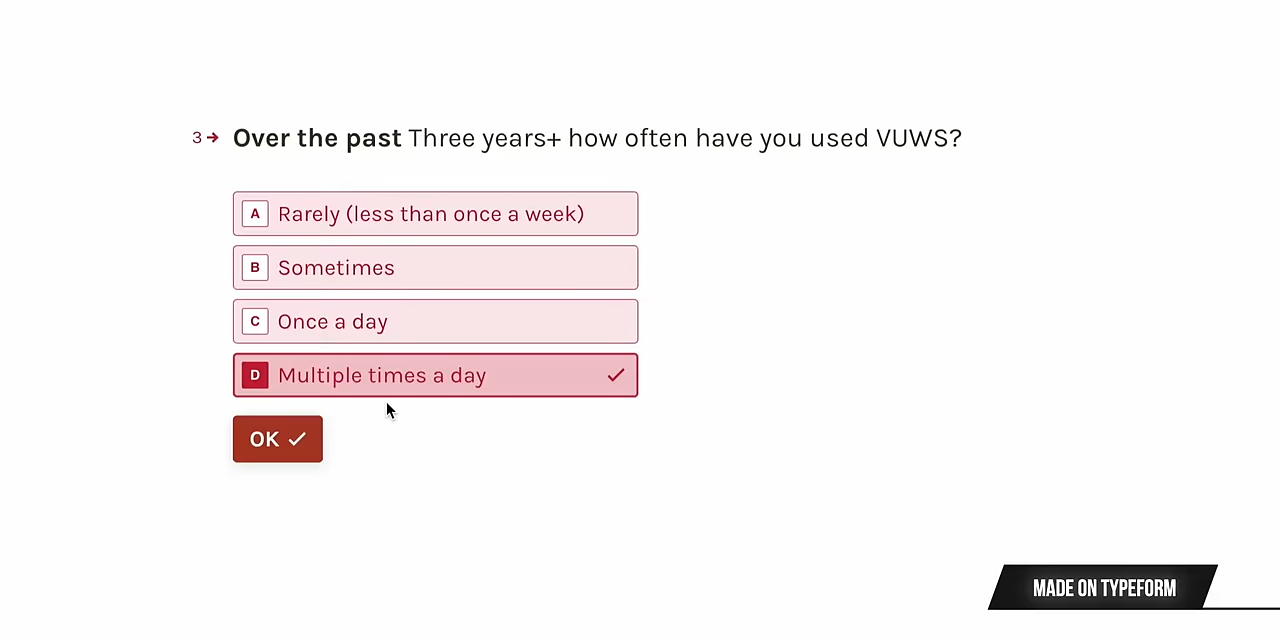 3 Over the past Three years+ how often have you used VUWS?
A Rarely (less than once a week)
B Sometimes
C Once a day
D Multiple times a day
OK
MADE ON TYPEFORM